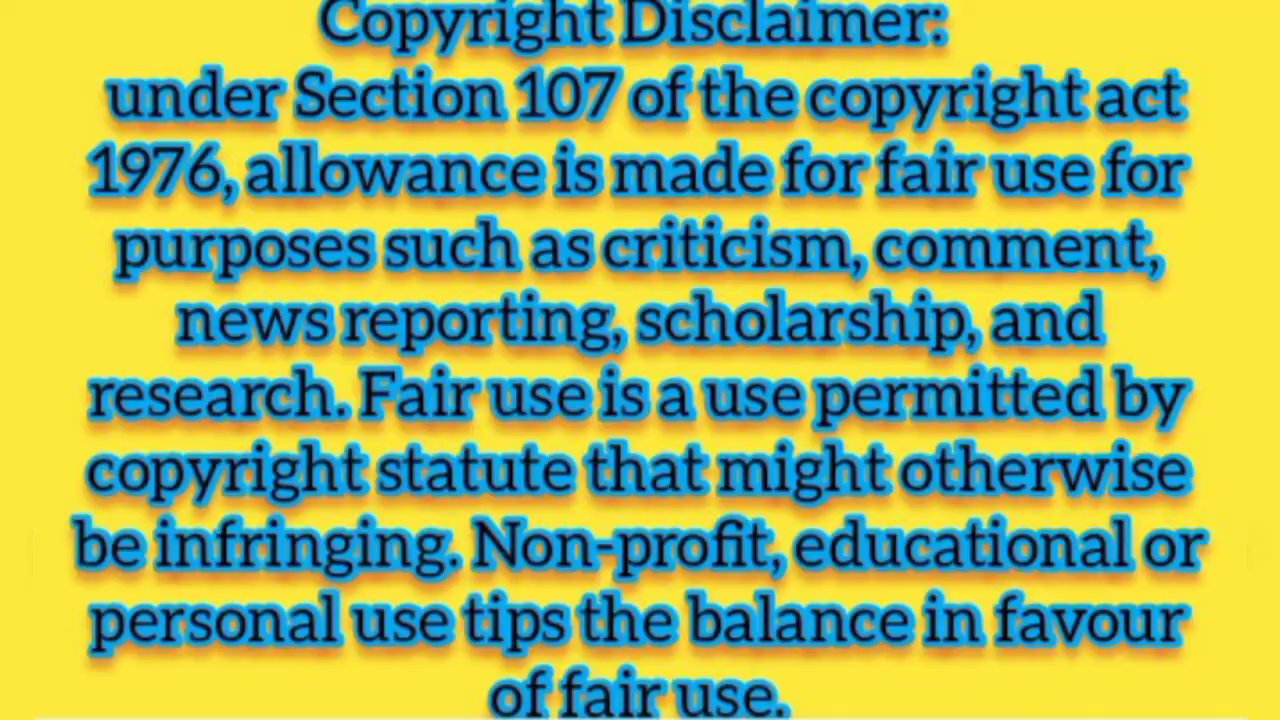 Copyright Disclaimer:
under Section 107 of the copyright act
1976, allowance is made for fair use for
purposes such as criticism, comment,
news reporting, scholarship, and
research. Fair use is a use permitted by
copyright statute that might otherwise
be infringing. Non-profit, educational or
personal use tips the balance in favour
of fair use.